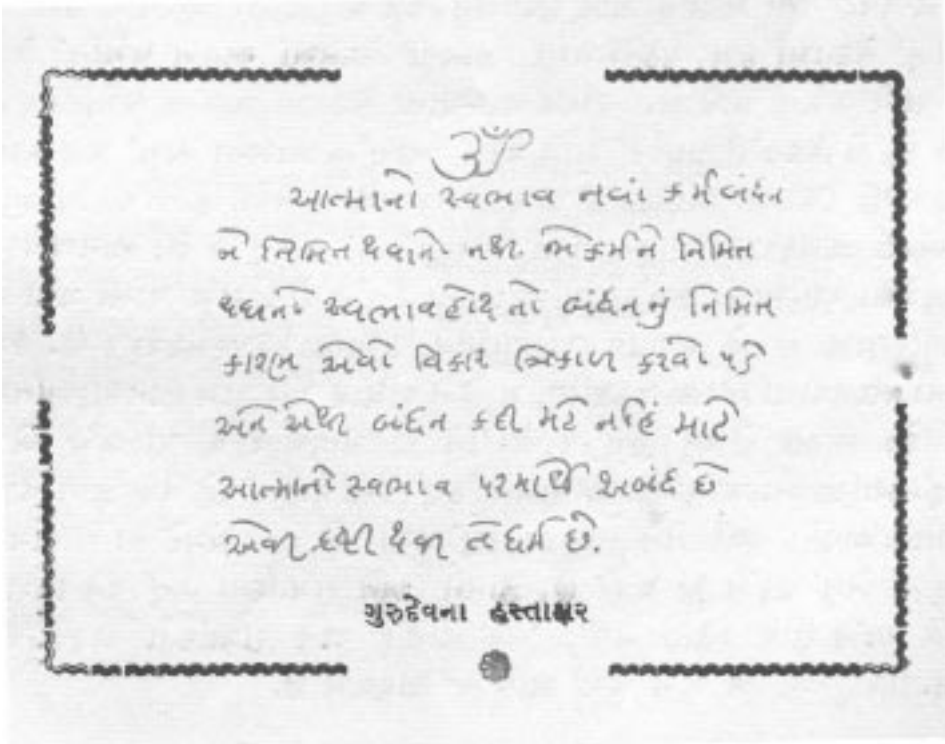 ૐ
આત્માનો સ્વભાવ નવાં કર્મબંધન
ને નિમિત થવાનો નથી. જો કર્મને નિમિત
થવાનો સ્વભાવ હોય તો બંધનનું નિમિત
કારણ એવો વિકાર ત્રિકાળ કરવો પડે
અને એથી બંધન કદી મટે નહિં માટે
આત્માનો સ્વભાવ પરમાર્થે અબંધ છે
એવી દ્રષ્ટી થવી તે ધર્મ છે.
ગુરુદેવના હસ્તાક્ષર